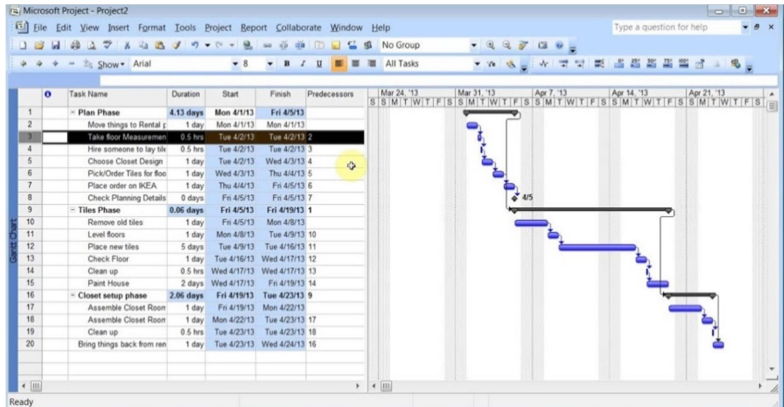 Microsoft Project - Project2
File Edit View Insert Format Tools Project Report Collaborate Window Help
Type a question for help
No Group
Show Arial 8 B I U All Tasks
Task Name Duration Start Finish Predecessors
Mar 24, '13 Mar 31, '13 Apr 7, '13 Apr 14, '13 Apr 21, '13
S S M T W T F S S M T W T F S S M T W T F S S M T W T F S S M T W T F S
1 Plan Phase 4.13 days Mon 4/1/13 Fri 4/5/13
2 Move things to Rental p 1 day Mon 4/1/13 Mon 4/1/13
3 Take floor Measuremen 0.5 hrs Tue 4/2/13 Tue 4/2/13 2
4 Hire someone to lay tile 0.5 hrs Tue 4/2/13 Tue 4/2/13 3
5 Choose Closet Design 1 day Tue 4/2/13 Wed 4/3/13 4
6 Pick/Order Tiles for floo 1 day Wed 4/3/13 Thu 4/4/13 5
7 Place order on IKEA 1 day Thu 4/4/13 Fri 4/5/13 6
8 Check Planning Details 0 days Fri 4/5/13 Fri 4/5/13 7 4/5
9 Tiles Phase 0.06 days Fri 4/5/13 Fri 4/19/13 1
10 Remove old tiles 1 day Fri 4/5/13 Mon 4/8/13
11 Level floors 1 day Mon 4/8/13 Tue 4/9/13 10
12 Place new tiles 5 days Tue 4/9/13 Tue 4/16/13 11
13 Check Floor 1 day Tue 4/16/13 Wed 4/17/13 12
14 Clean up 0.5 hrs Wed 4/17/13 Wed 4/17/13 13
15 Paint House 2 days Wed 4/17/13 Fri 4/19/13 14
16 Closet setup phase 2.06 days Fri 4/19/13 Tue 4/23/13 9
17 Assemble Closet Room 1 day Fri 4/19/13 Mon 4/22/13
18 Assemble Closet Room 1 day Mon 4/22/13 Tue 4/23/13 17
19 Clean up 0.5 hrs Tue 4/23/13 Tue 4/23/13 18
20 Bring things back from ren 1 day Tue 4/23/13 Wed 4/24/13 16
Gantt Chart
Ready